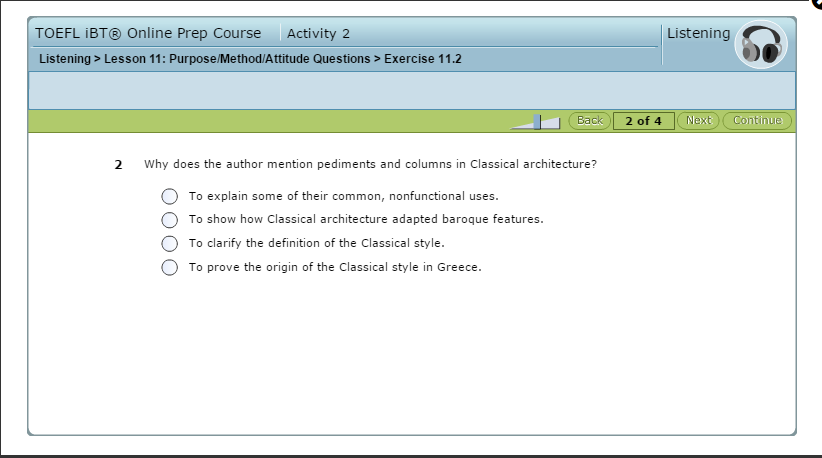 TOEFL iBT® Online Prep Course Activity 2 Listening
Listening > Lesson 11: Purpose/Method/Attitude Questions > Exercise 11.2
Back 2 of 4 Next Continue
2 Why does the author mention pediments and columns in Classical architecture?
To explain some of their common, nonfunctional uses.
To show how Classical architecture adapted baroque features.
To clarify the definition of the Classical style.
To prove the origin of the Classical style in Greece.